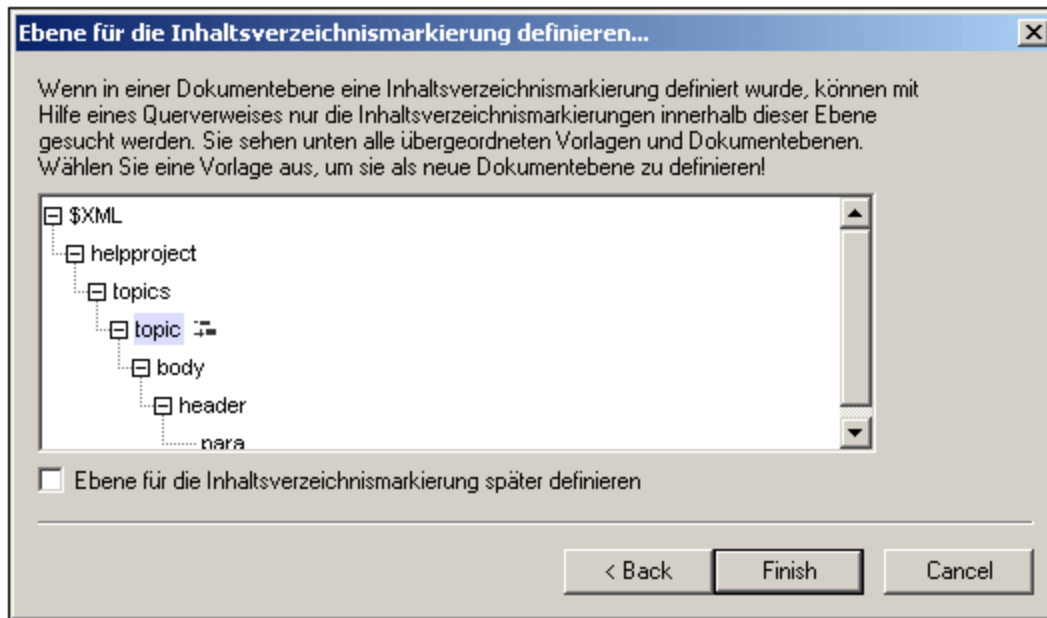 Ebene für die Inhaltsverzeichnismarkierung definieren...
Wenn in einer Dokumentebene eine Inhaltsverzeichnismarkierung definiert wurde, können mit
Hilfe eines Querverweises nur die Inhaltsverzeichnismarkierungen innerhalb dieser Ebene
gesucht werden. Sie sehen unten alle übergeordneten Vorlagen und Dokumentebenen.
Wählen Sie eine Vorlage aus, um sie als neue Dokumentebene zu definieren!
$XML
helpproject
topics
topic
body
header
para
Ebene für die Inhaltsverzeichnismarkierung später definieren
< Back
Finish
Cancel